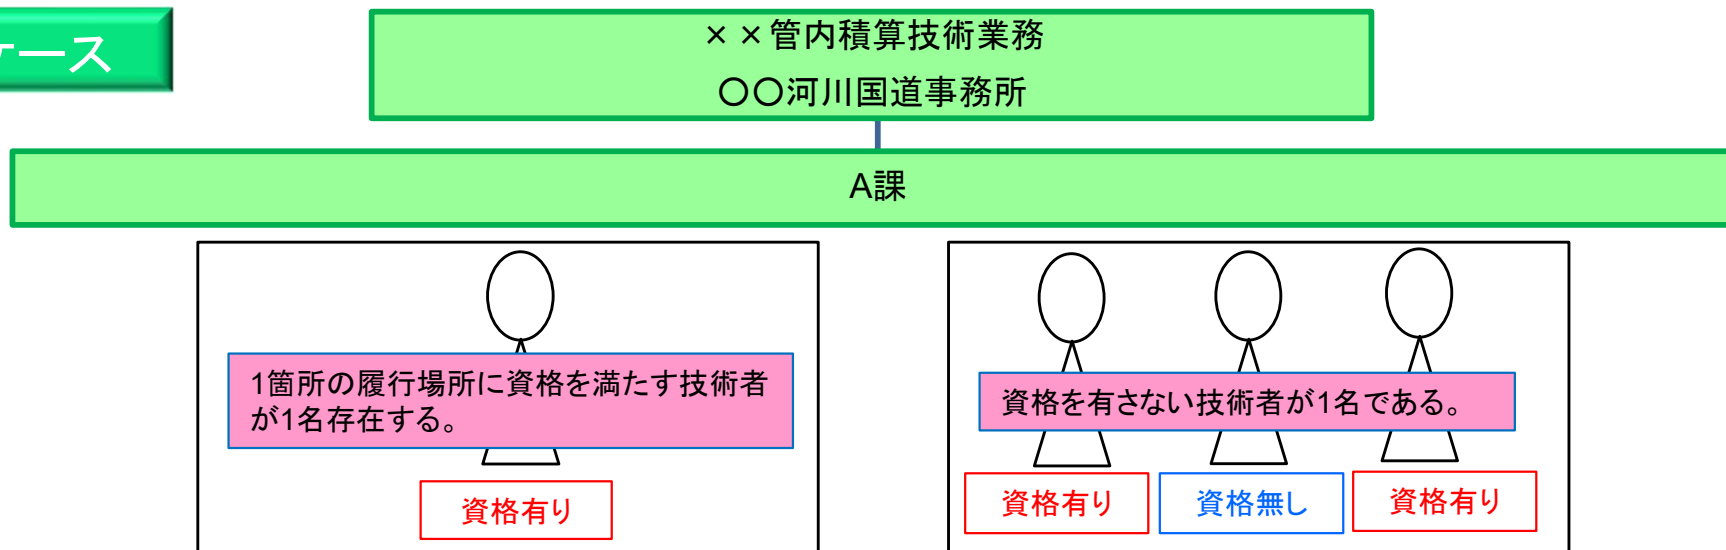 ケース
××管内積算技術業務
〇〇河川国道事務所
A課
1箇所の履行場所に資格を満たす技術者
が1名存在する。
資格を有さない技術者が1名である。
資格有り
資格有り
資格無し
資格有り